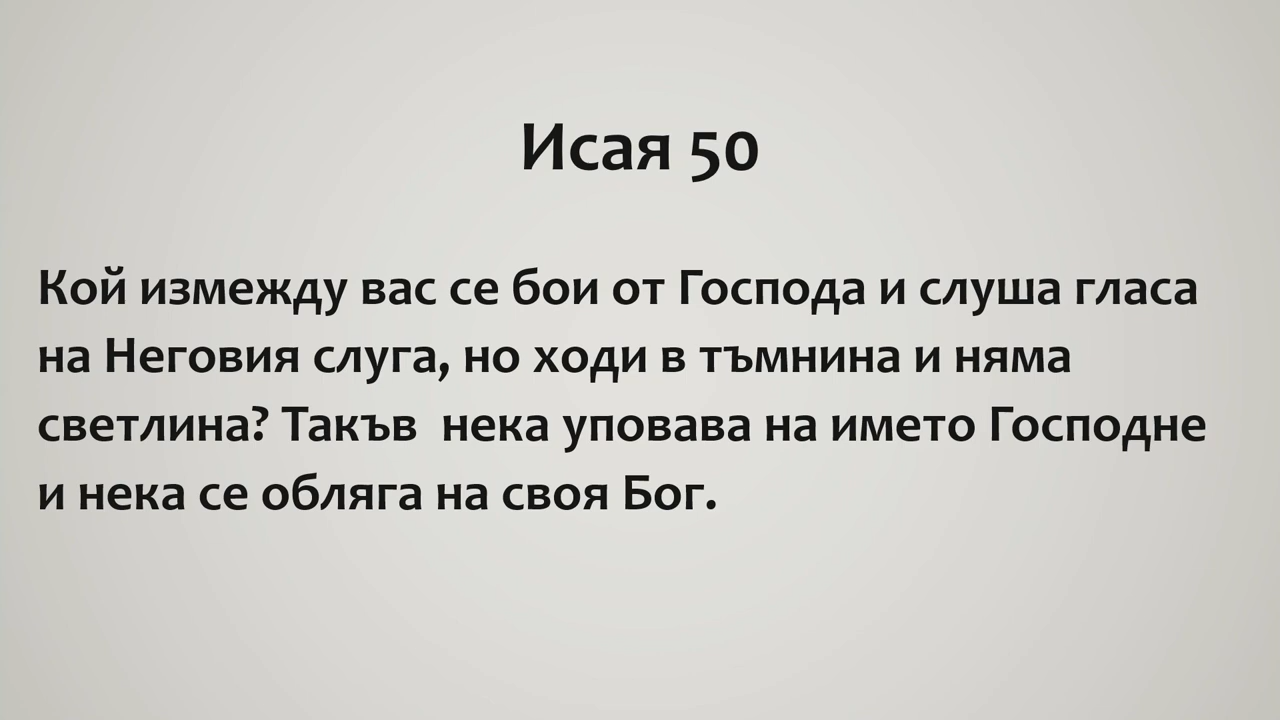 Исая 50
Кой измежду вас се бои от Господа и слуша гласа
на Неговия слуга, но ходи в тъмнина и няма
светлина? Такъв  нека уповава на името Господне
и нека се обляга на своя Бог.